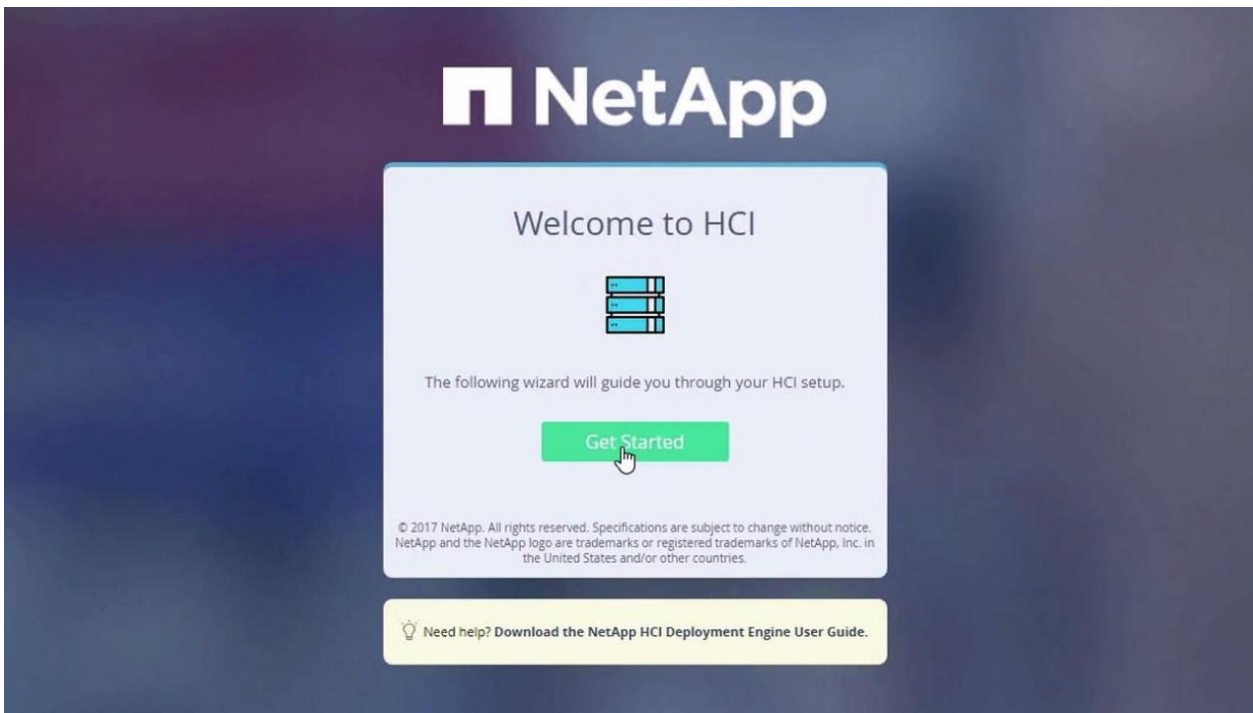 NetApp
Welcome to HCI
The following wizard will guide you through your HCI setup.
Get Started
© 2017 NetApp. All rights reserved. Specifications are subject to change without notice.
NetApp and the NetApp logo are trademarks or registered trademarks of NetApp, Inc. in
the United States and/or other countries.
Need help? Download the NetApp HCI Deployment Engine User Guide.